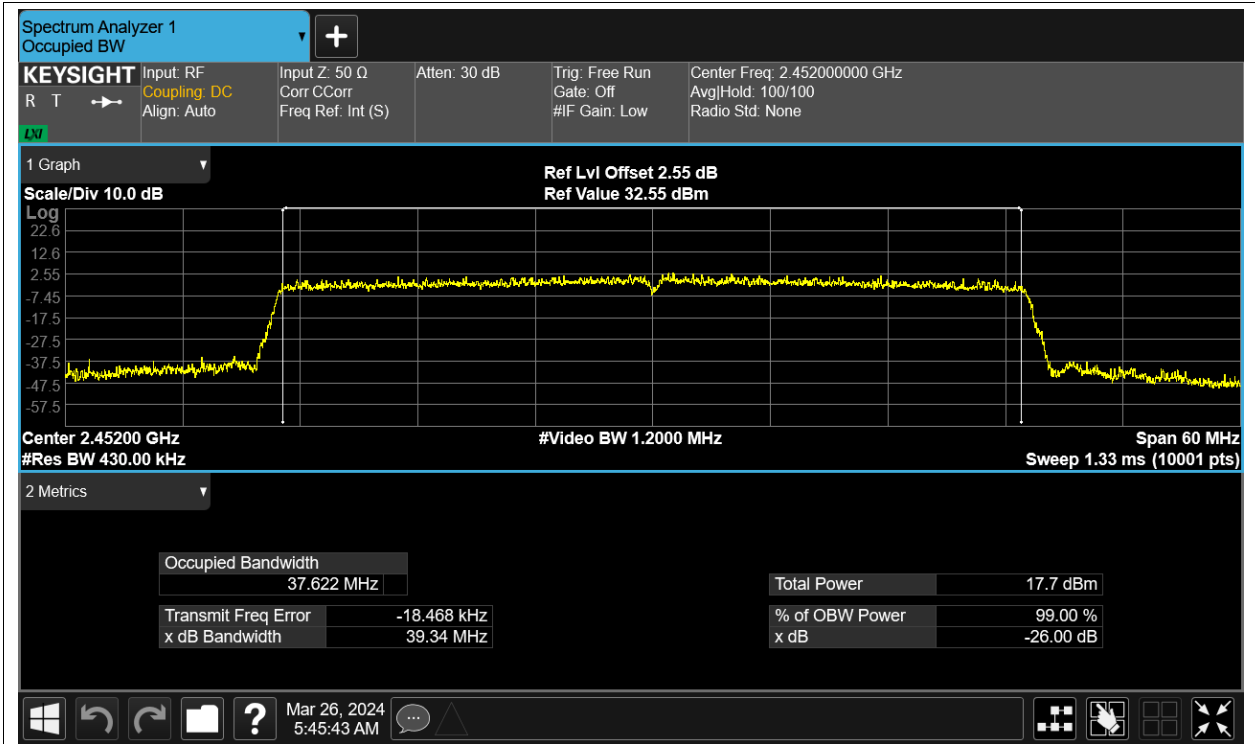 Spectrum Analyzer 1
Occupied BW
KEYSIGHT
R T
LXI
Input: RF
Coupling: DC
Align: Auto
Input Z: 50 Ω
Corr CCorr
Freq Ref: Int (S)
Atten: 30 dB
Trig: Free Run
Gate: Off
#IF Gain: Low
Center Freq: 2.452000000 GHz
Avg|Hold: 100/100
Radio Std: None
1 Graph
Scale/Div 10.0 dB
Ref Lvl Offset 2.55 dB
Ref Value 32.55 dBm
Log
22.6
12.6
2.55
-7.45
-17.5
-27.5
-37.5
-47.5
-57.5
Center 2.45200 GHz
#Video BW 1.2000 MHz
Span 60 MHz
#Res BW 430.00 kHz
Sweep 1.33 ms (10001 pts)
2 Metrics
Occupied Bandwidth
37.622 MHz
Transmit Freq Error -18.468 kHz
x dB Bandwidth 39.34 MHz
Total Power 17.7 dBm
% of OBW Power 99.00 %
x dB -26.00 dB
?
Mar 26, 2024
5:45:43 AM